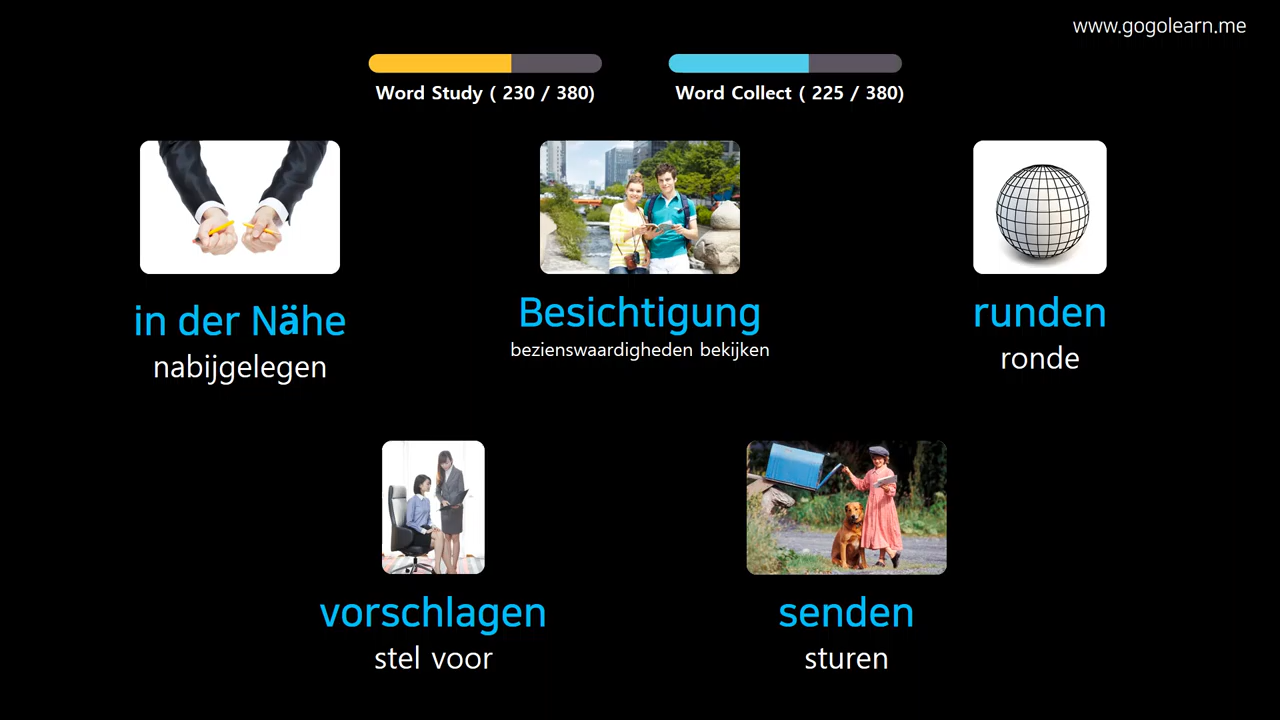 www.gogolearn.me
Word Study ( 230 / 380)
Word Collect ( 225 / 380)
in der Nähe
nabijgelegen
Besichtigung
bezienswaardigheden bekijken
runden
ronde
vorschlagen
stel voor
senden
sturen